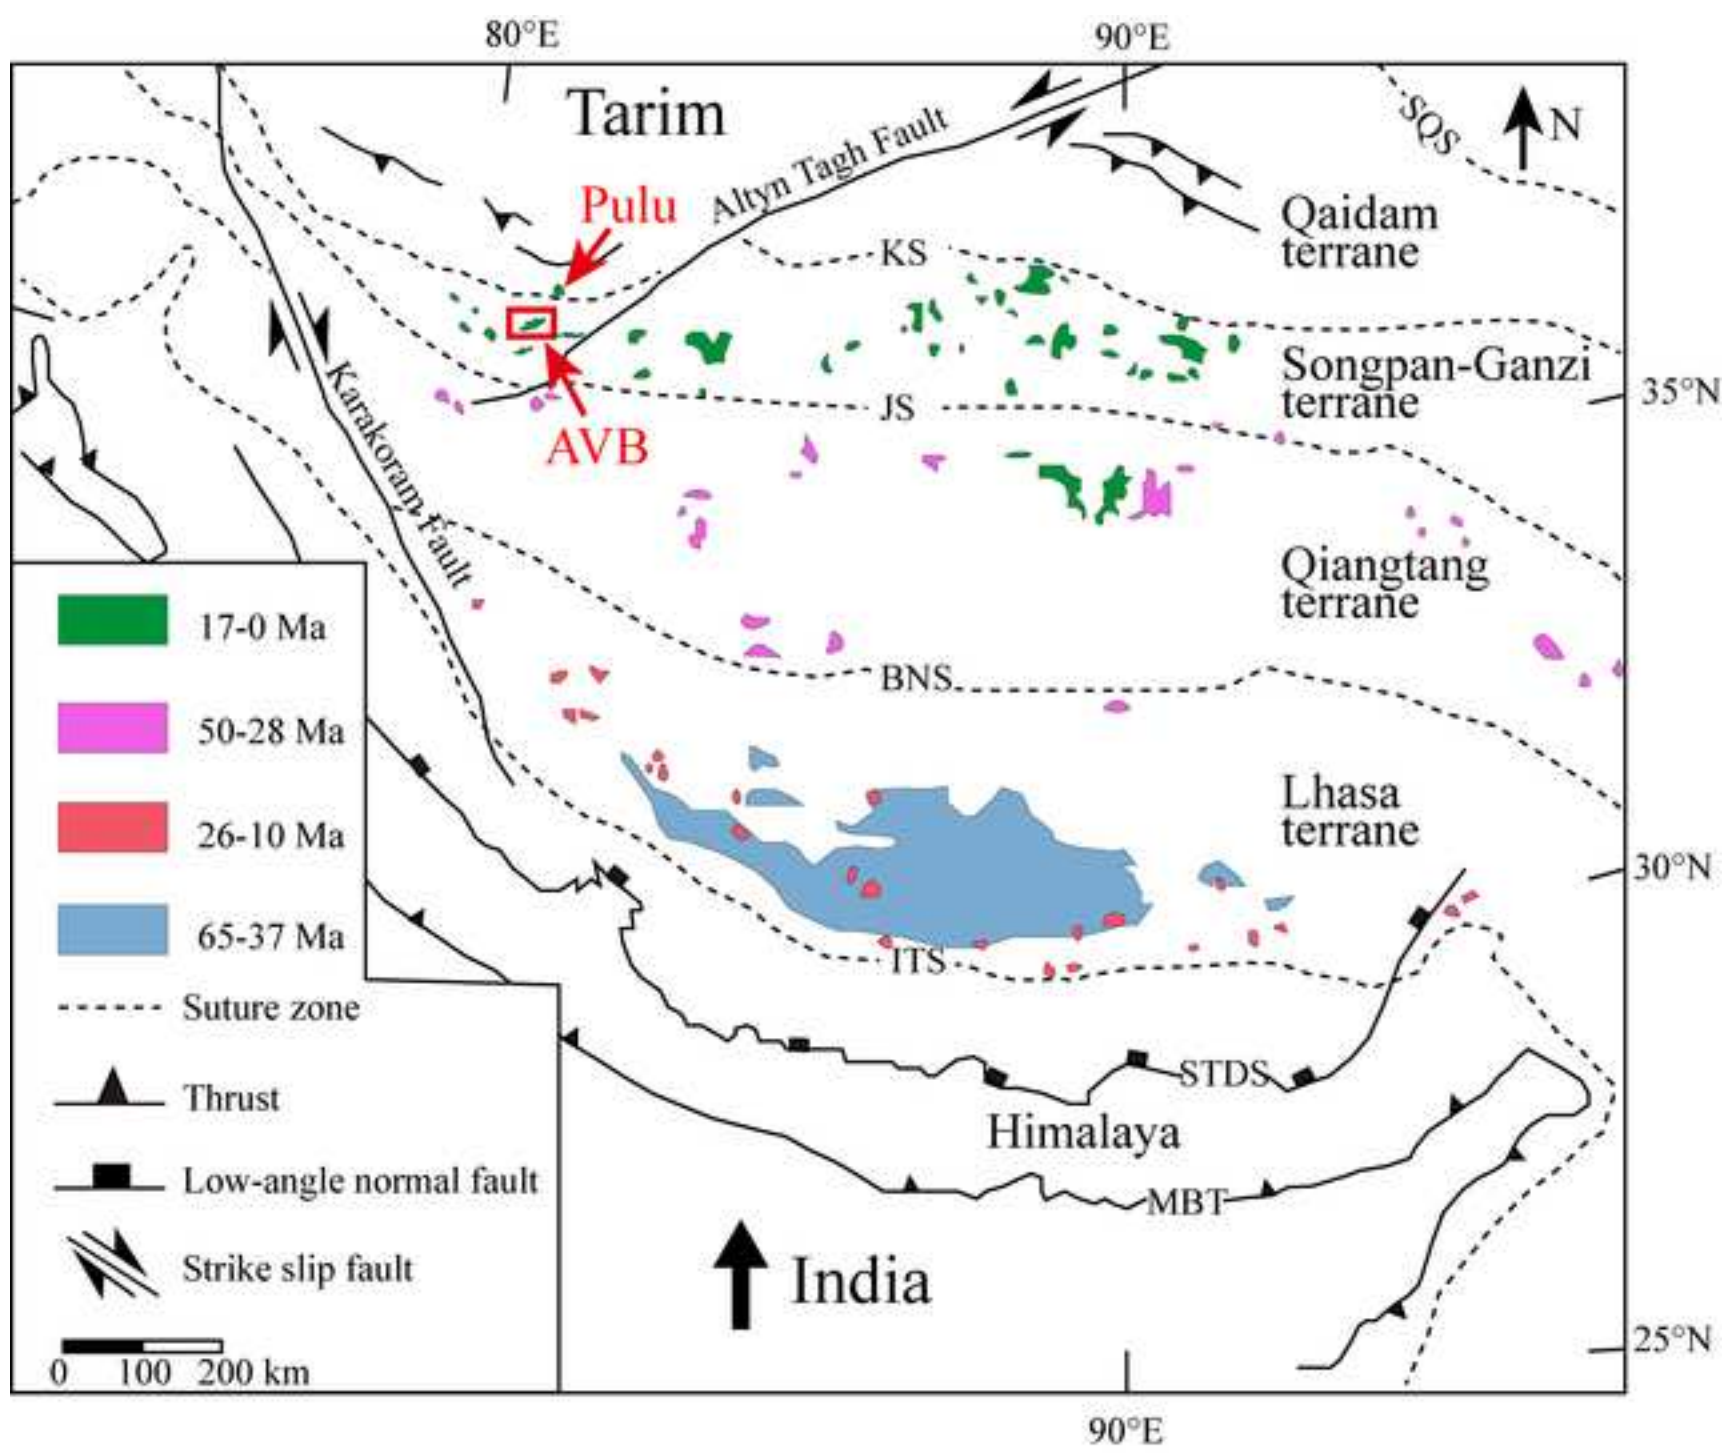 80°E
90°E
Tarim
SQS
N
Altyn Tagh Fault
Pulu
Qaidam
terrane
KS
Songpan-Ganzi
terrane
35°N
JS
AVB
Karakoram Fault
Qiangtang
terrane
BNS
Lhasa
terrane
30°N
ITS
STDS
Himalaya
MBT
India
25°N
90°E
17-0 Ma
50-28 Ma
26-10 Ma
65-37 Ma
Suture zone
Thrust
Low-angle normal fault
Strike slip fault
0 100 200 km